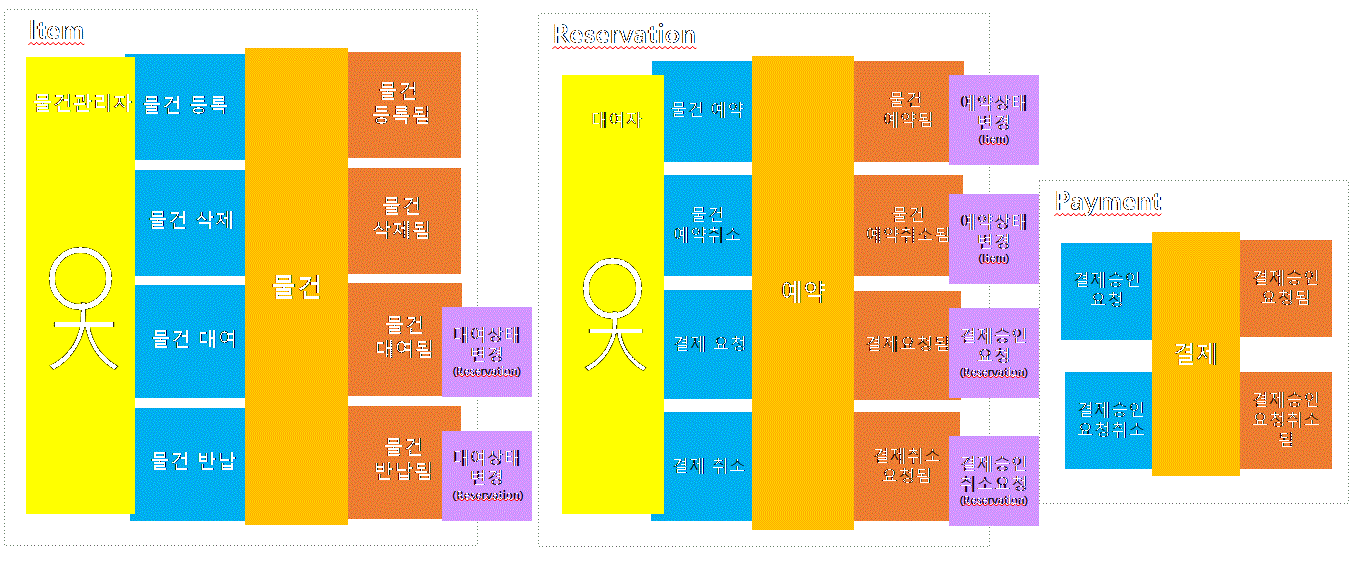 Item
물건관리자
물건 등록
물건
등록됨
물건 삭제
물건
삭제됨
물건
물건 대여
물건
대여됨
대여상태
변경
(Reservation)
물건 반납
물건
반납됨
대여상태
변경
(Reservation)
Reservation
대여자
물건 예약
물건
예약됨
예약상태
변경
(Item)
물건
예약취소
물건
예약취소됨
예약상태
변경
(Item)
예약
결제 요청
결제요청됨
결제승인
요청
(Reservation)
결제 취소
결제취소
요청됨
결제승인
취소요청
(Reservation)
Payment
결제승인
요청
결제승인
요청됨
결제
결제승인
요청취소
결제승인
요청취소
됨